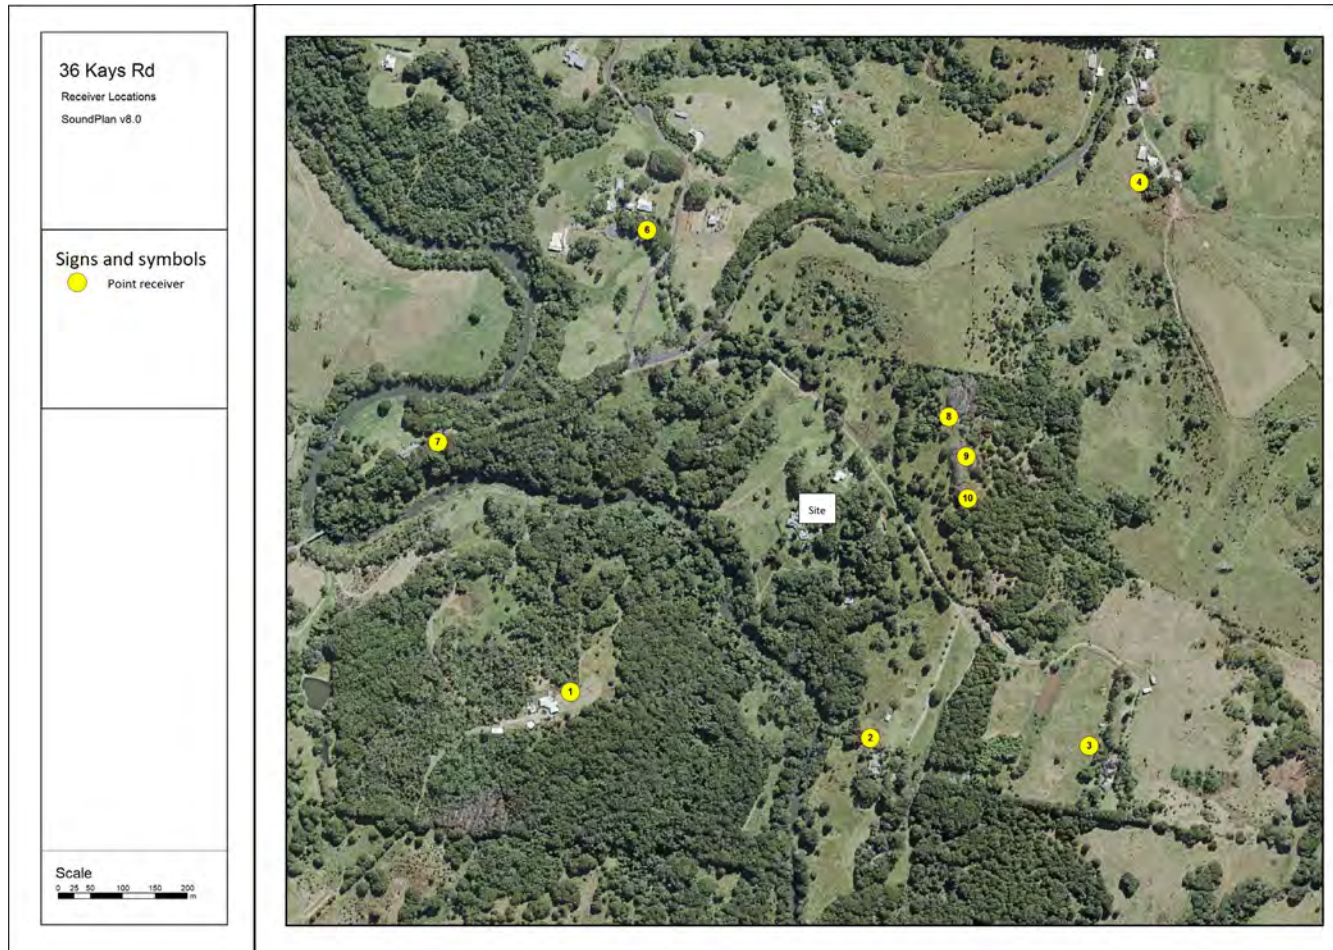 36 Kays Rd
Receiver Locations
SoundPlan v8.0
Signs and symbols
Point receiver
Scale
0 25 50 100 150 200
m
4
6
8
7
9
10
Site
1
2
3